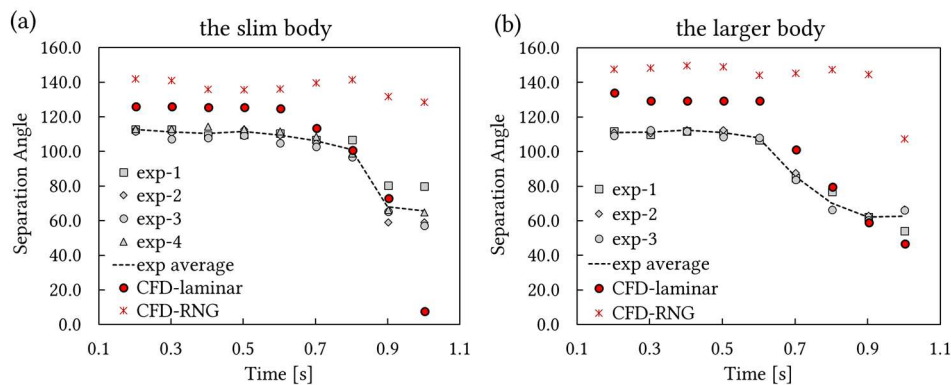 (a)
the slim body
160.0
140.0
120.0
100.0
80.0
60.0
40.0
20.0
0.0
Separation Angle
exp-1
exp-2
exp-3
exp-4
exp average
CFD-laminar
CFD-RNG
0.1 0.3 0.5 0.7 0.9 1.1
Time [s]
(b)
the larger body
160.0
140.0
120.0
100.0
80.0
60.0
40.0
20.0
0.0
Separation Angle
exp-1
exp-2
exp-3
exp average
CFD-laminar
CFD-RNG
0.1 0.3 0.5 0.7 0.9 1.1
Time [s]